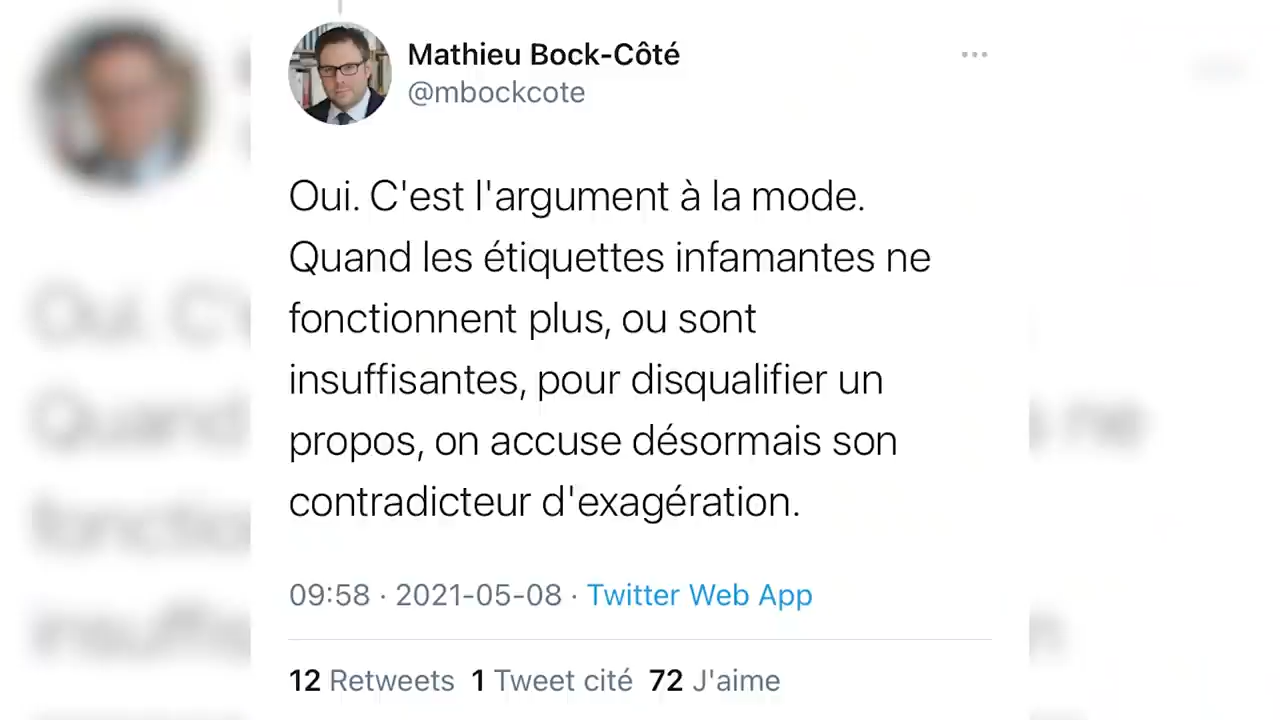 Mathieu Bock-Côté
@mbockcote
Oui. C'est l'argument à la mode.
Quand les étiquettes infamantes ne
fonctionnent plus, ou sont
insuffisantes, pour disqualifier un
propos, on accuse désormais son
contradicteur d'exagération.
09:58 · 2021-05-08 · Twitter Web App
12 Retweets 1 Tweet cité 72 J'aime